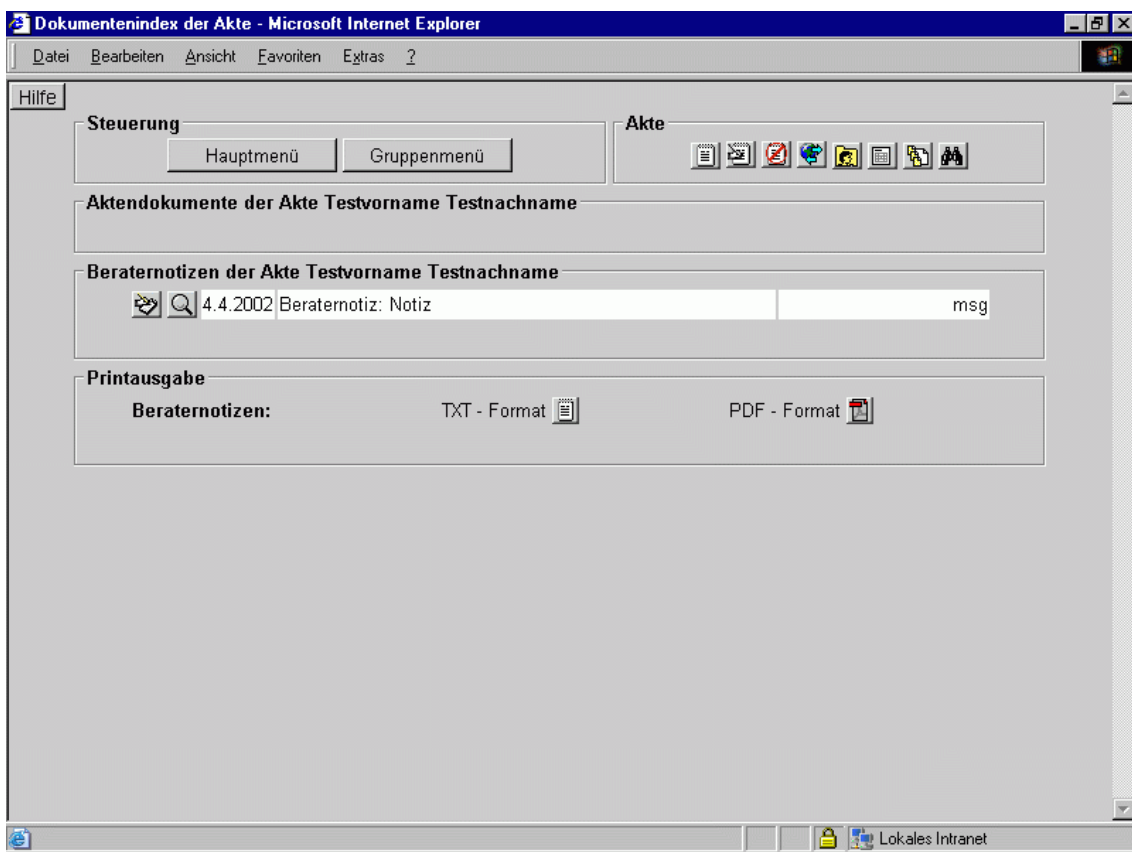 Dokumentenindex der Akte - Microsoft Internet Explorer
Datei Bearbeiten Ansicht Favoriten Extras ?
Hilfe
Steuerung
Hauptmenü Gruppenmenü
Akte
Aktendokumente der Akte Testvorname Testnachname
Beraternotizen der Akte Testvorname Testnachname
4.4.2002 Beraternotiz: Notiz msg
Printausgabe
Beraternotizen: TXT - Format PDF - Format
Lokales Intranet